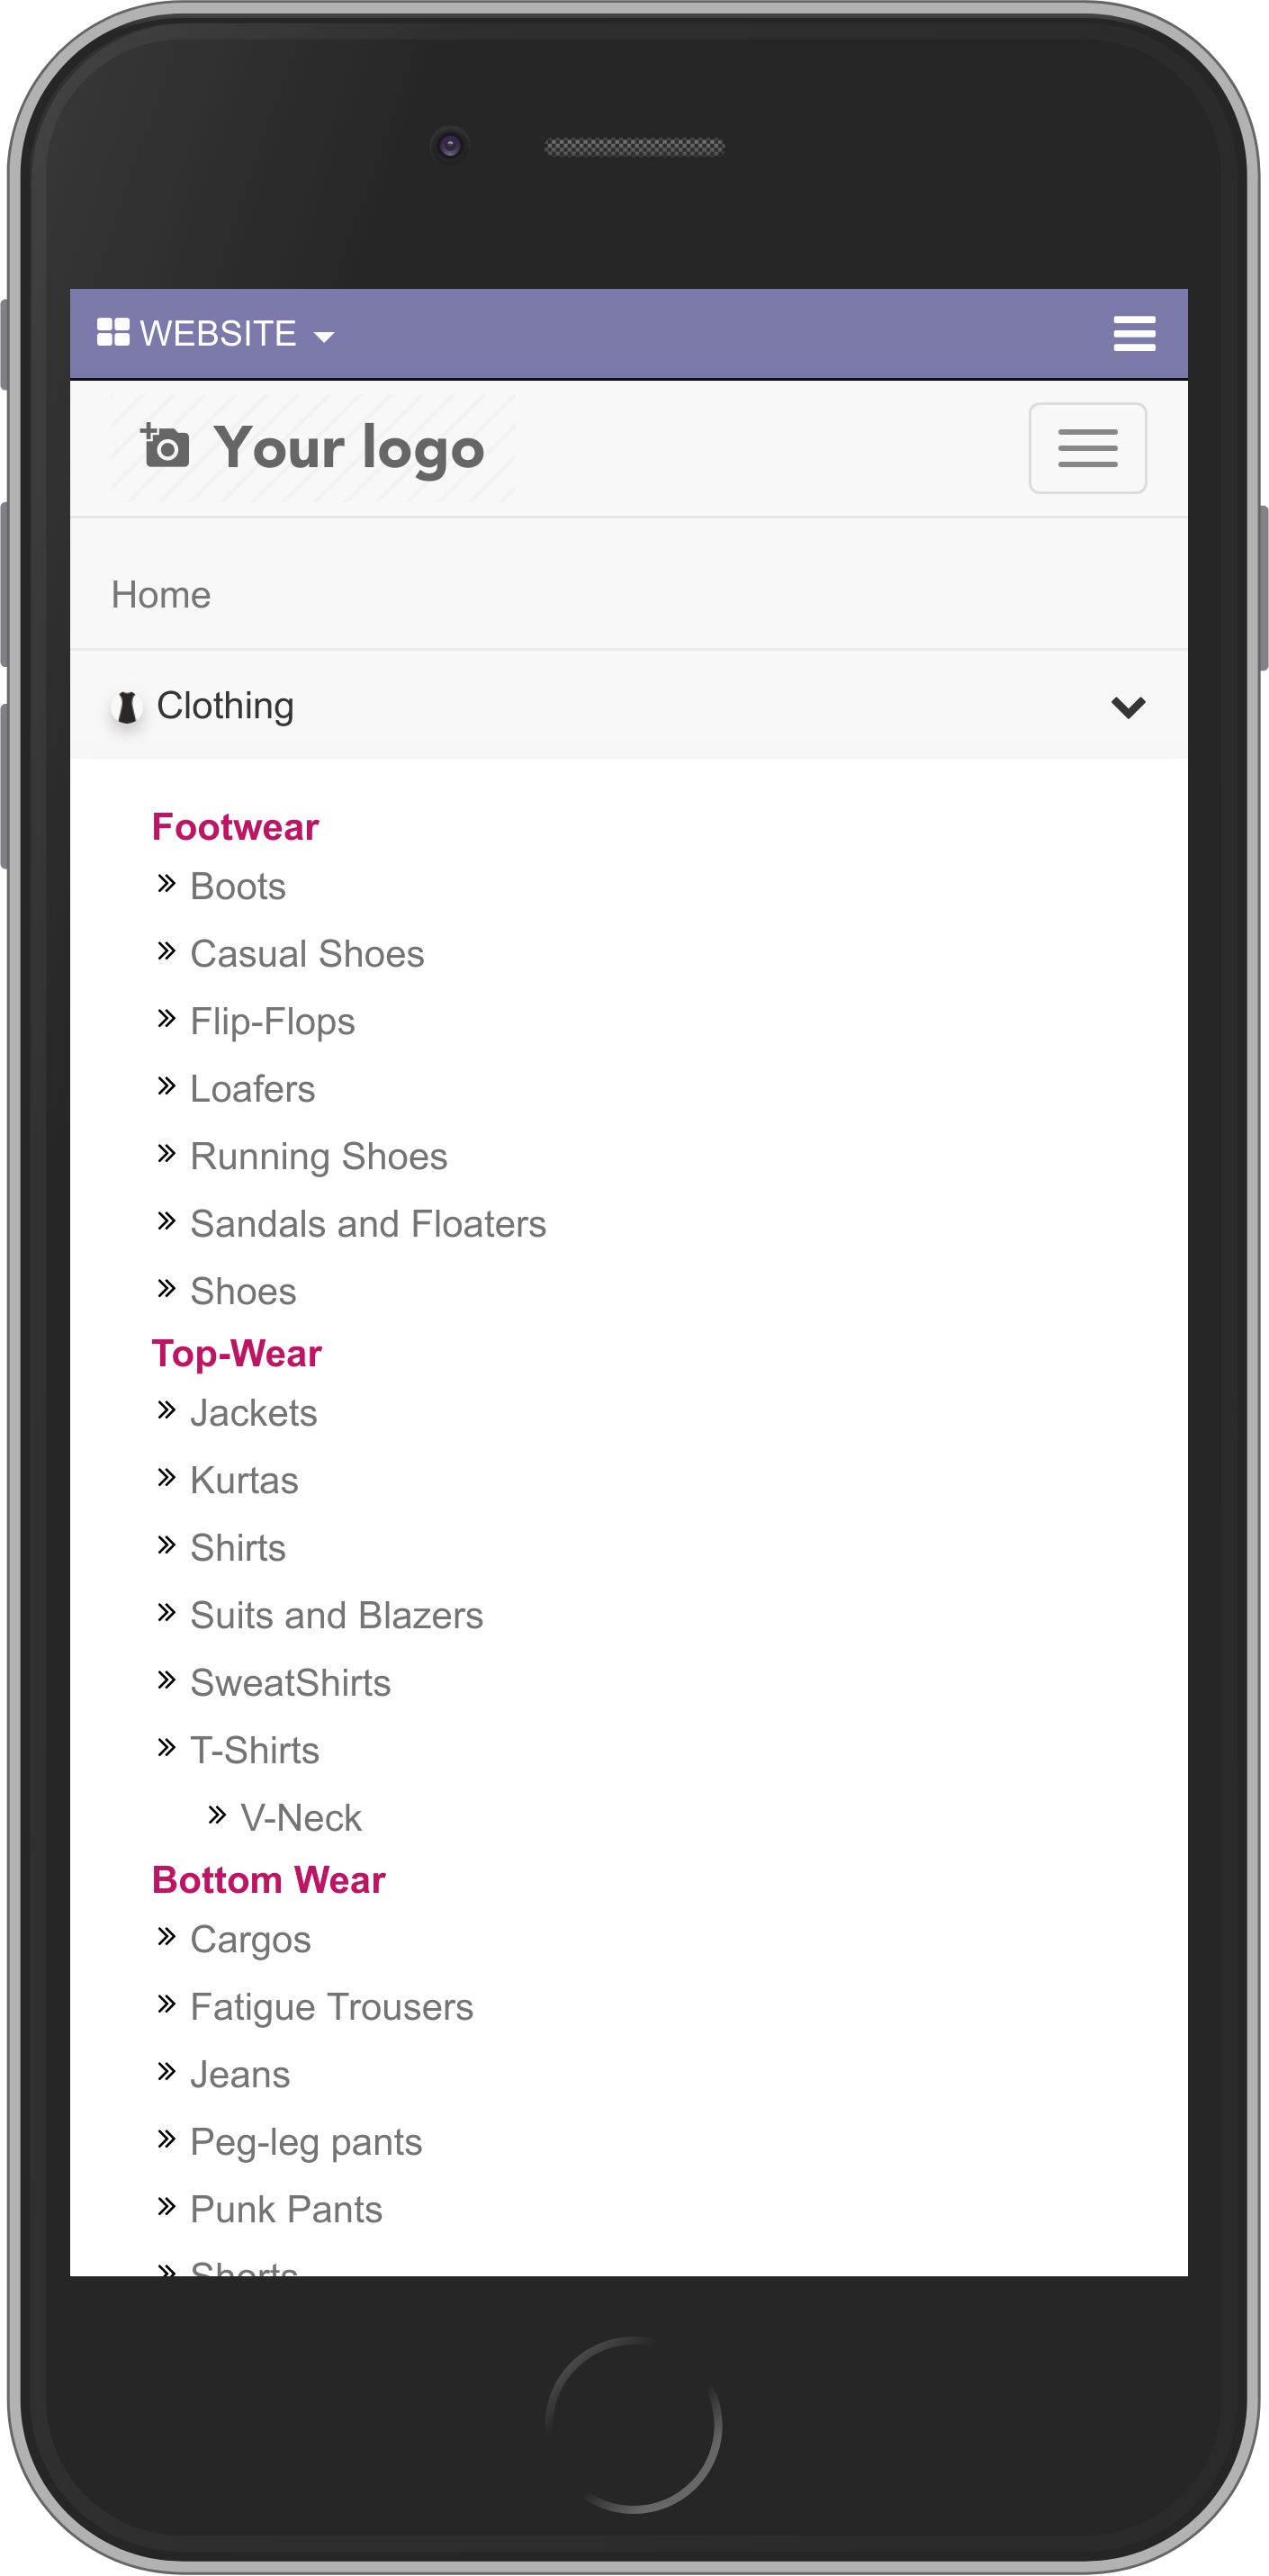 WEBSITE
Your logo
Home
Clothing
Footwear
Boots
Casual Shoes
Flip-Flops
Loafers
Running Shoes
Sandals and Floaters
Shoes
Top-Wear
Jackets
Kurtas
Shirts
Suits and Blazers
SweatShirts
T-Shirts
V-Neck
Bottom Wear
Cargos
Fatigue Trousers
Jeans
Peg-leg pants
Punk Pants
Shorts